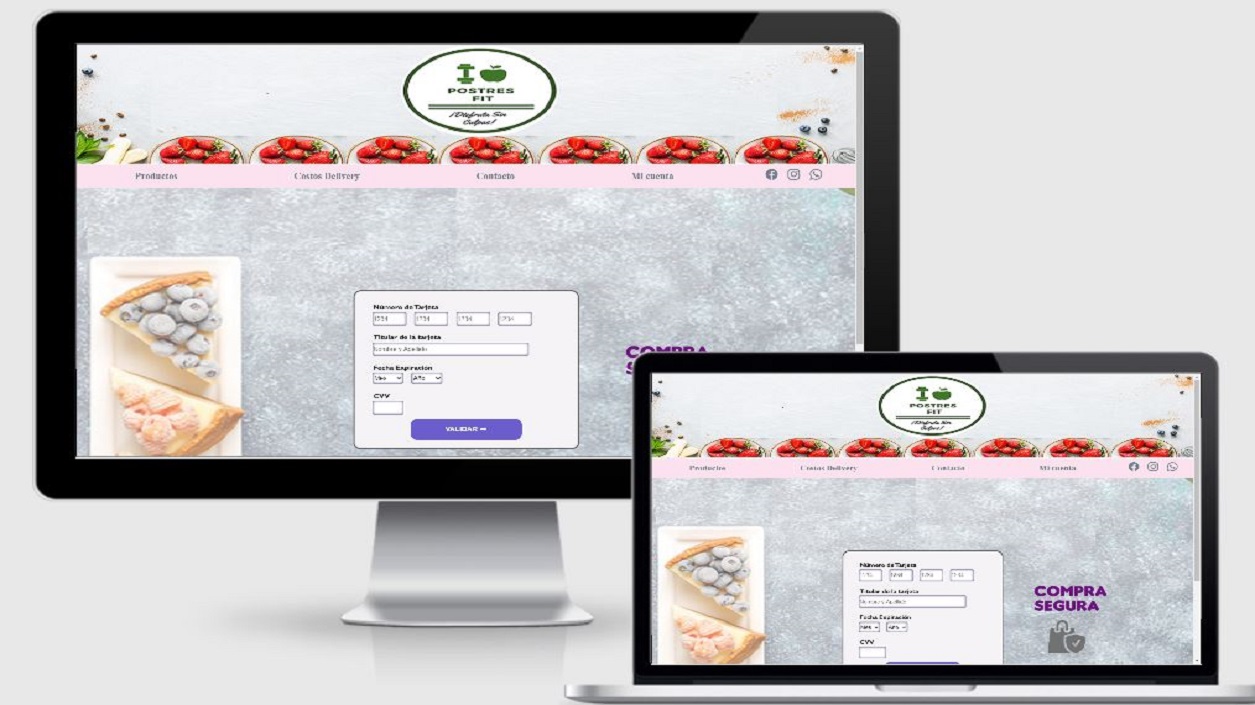 POSTRES
FIT
¡Disfruta Sin
Culpas!
Productos
Costos Delivery
Contacto
Mi cuenta
Número de Tarjeta
1234
1234
1234
1234
Titular de la tarjeta
Nombre y Apellido
Fecha Expiración
Mes
Año
CVV
VALIDAR
COMPRA
POSTRES
FIT
¡Disfruta Sin
Culpas!
Productos
Costos Delivery
Contacto
Mi cuenta
Número de Tarjeta
1234
1234
1234
1234
Titular de la tarjeta
Nombre y Apellido
Fecha Expiración
Mes
Año
CVV
COMPRA
SEGURA